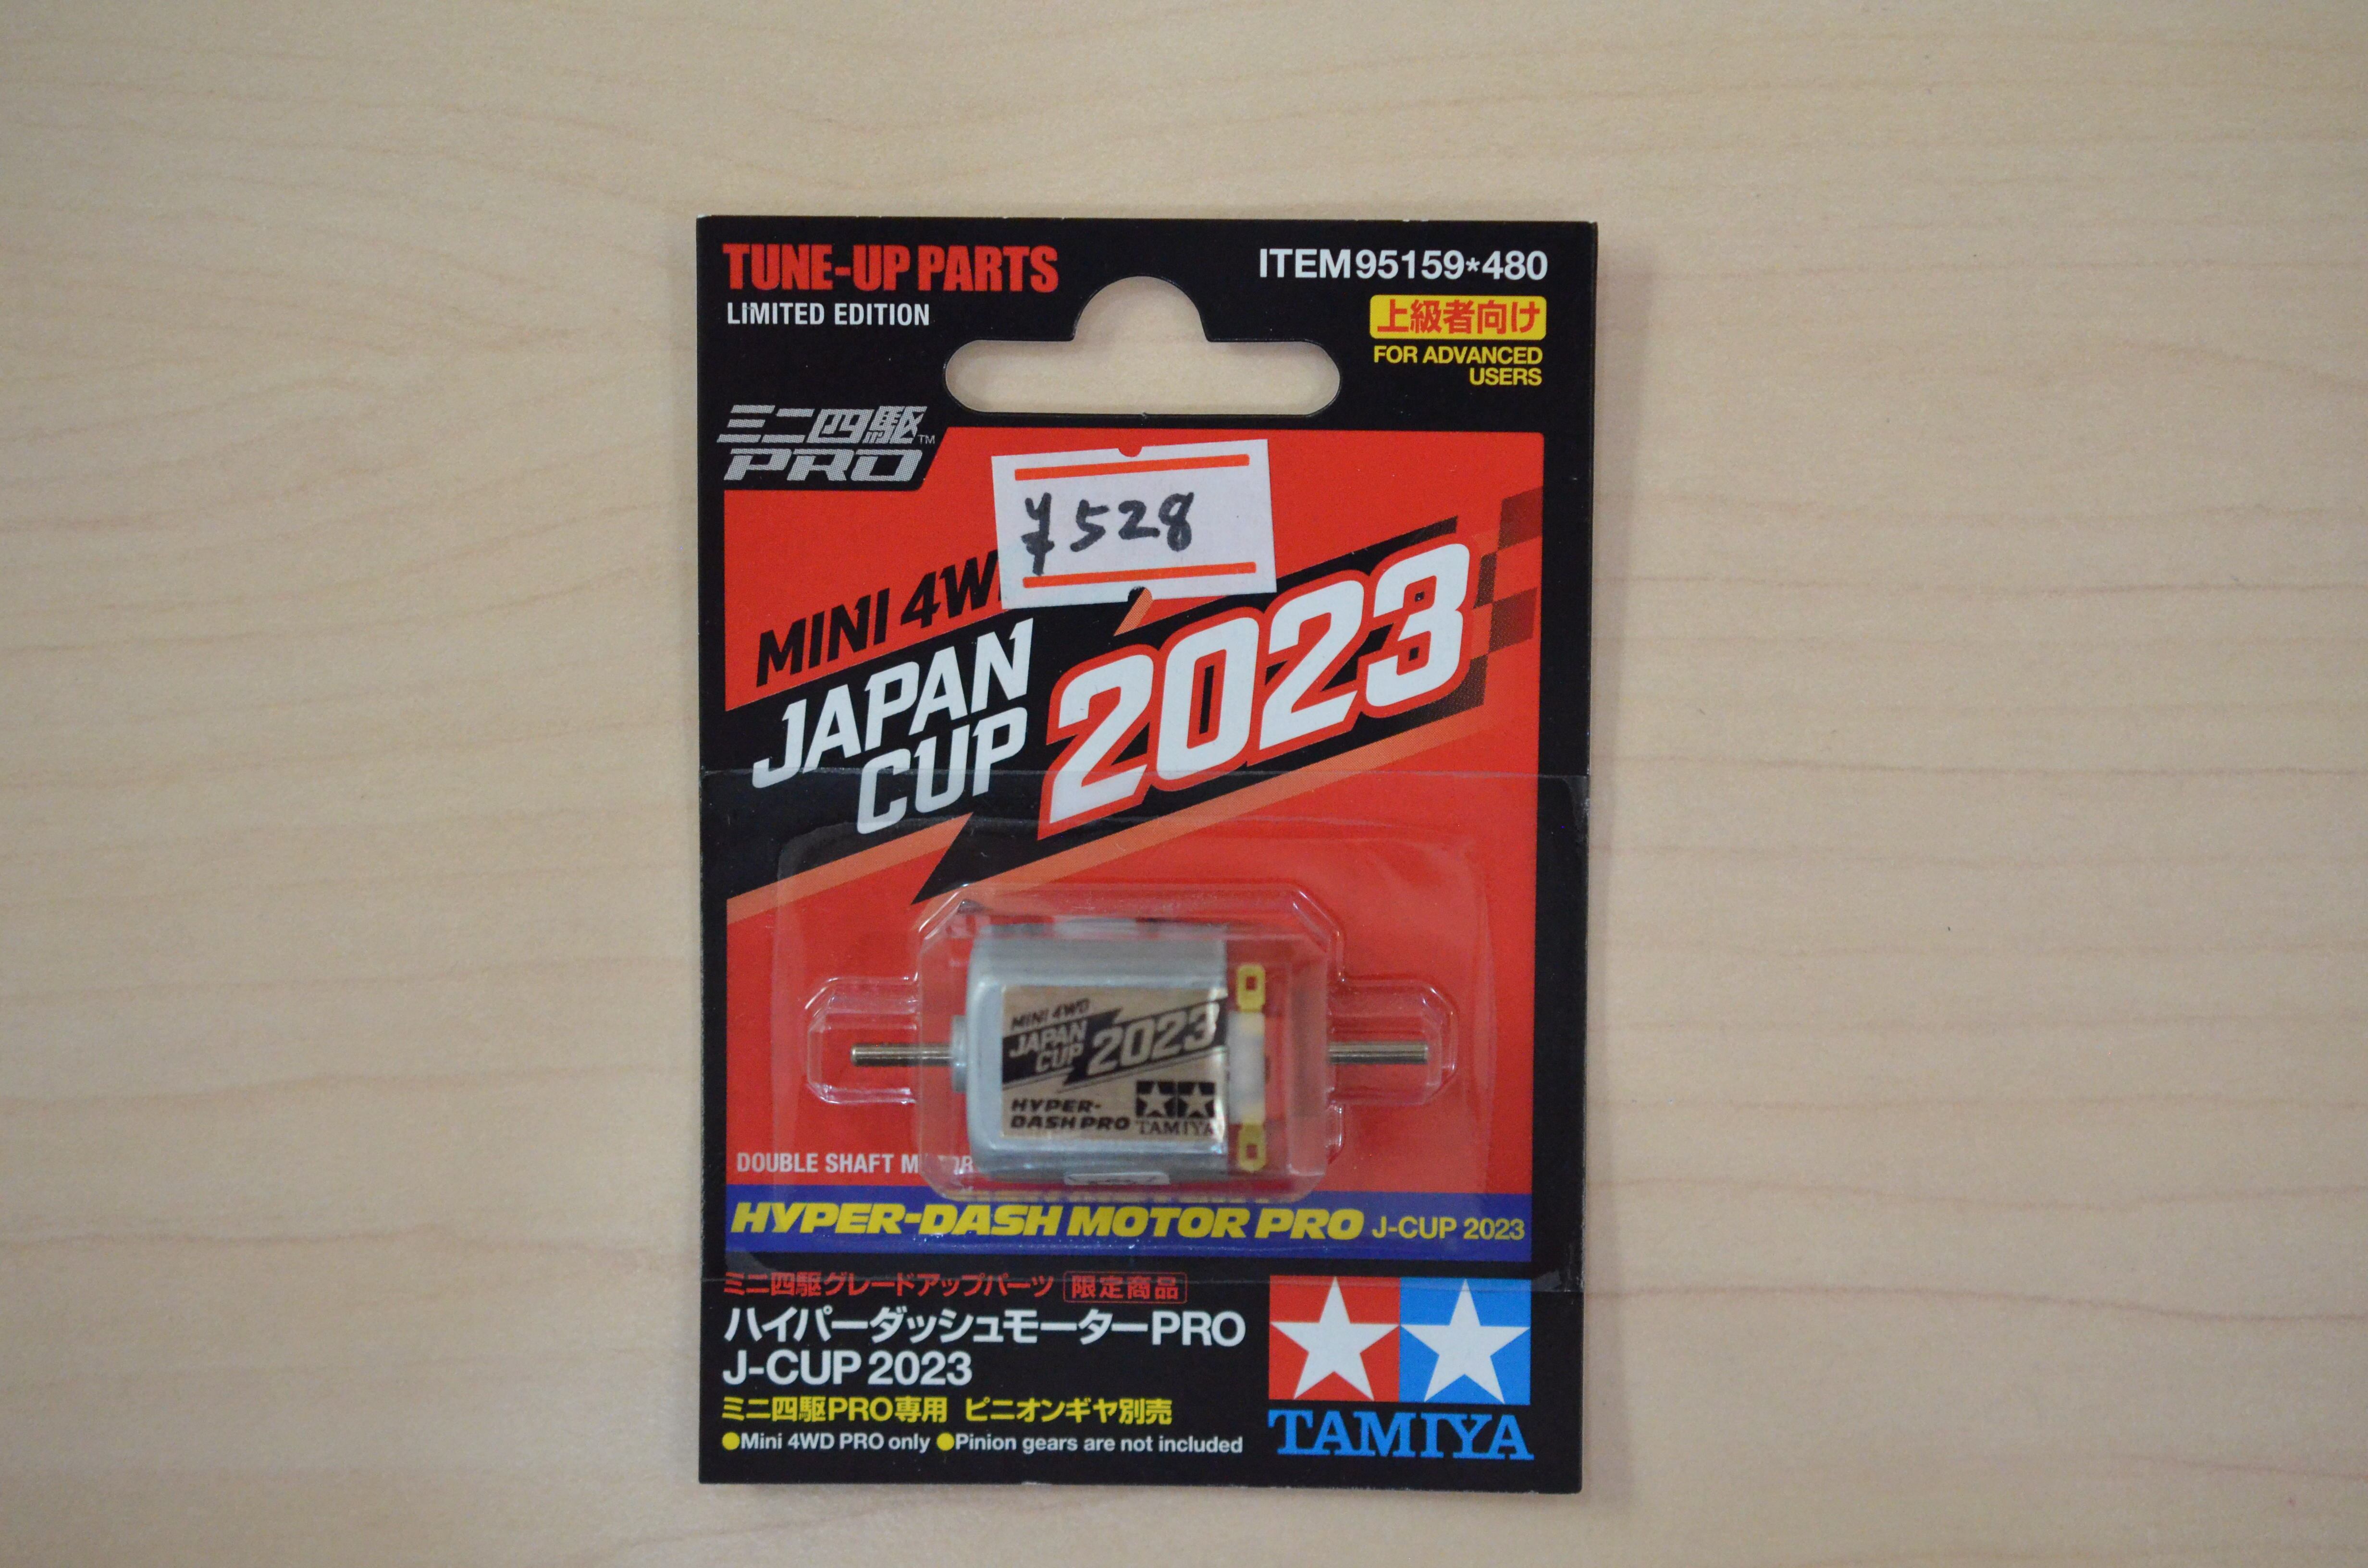 TUNE-UP PARTS
LIMITED EDITION
ITEM 95159*480
上級者向け
FOR ADVANCED
USERS
ミニ四駆™
PRO
¥528
MINI 4W
JAPAN
CUP
2023
MINI 4WD
JAPAN
CUP
2023
HYPER-
DASH PRO
TAMIYA
DOUBLE SHAFT MOTOR
HYPER-DASH MOTOR PRO J-CUP 2023
ミニ四駆グレードアップパーツ 限定商品
ハイパーダッシュモーターPRO
J-CUP 2023
ミニ四駆PRO専用 ピニオンギヤ別売
●Mini 4WD PRO only ●Pinion gears are not included
TAMIYA